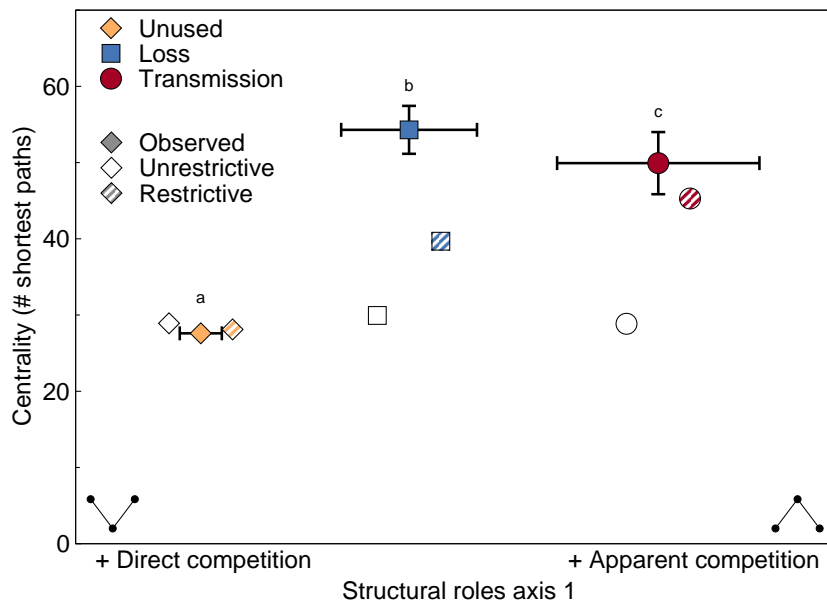 Unused
Loss
Transmission
Observed
Unrestrictive
Restrictive
a
b
c
Centrality (# shortest paths)
60
40
20
0
+ Direct competition
+ Apparent competition
Structural roles axis 1